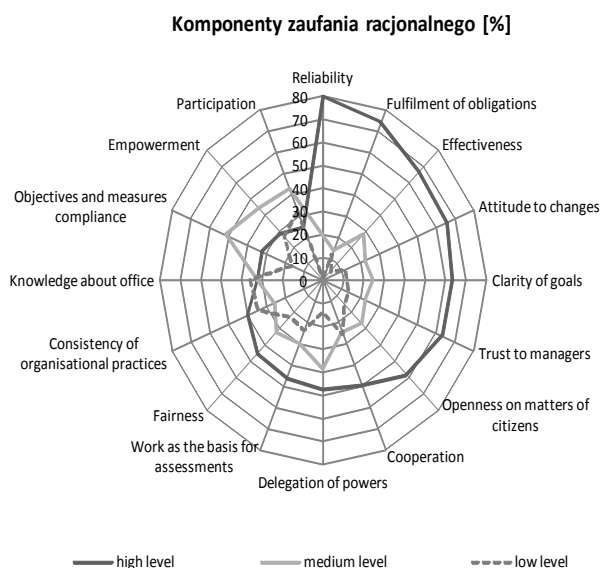 Komponenty zaufania racjonalnego [%]
Reliability
Fulfilment of obligations
Effectiveness
Attitude to changes
Clarity of goals
Trust to managers
Openness on matters of
citizens
Cooperation
Delegation of powers
Work as the basis for
assessments
Fairness
Consistency of
organisational practices
Knowledge about office
Objectives and measures
compliance
Empowerment
Participation
80
70
60
50
40
30
20
10
0
high level
medium level
low level